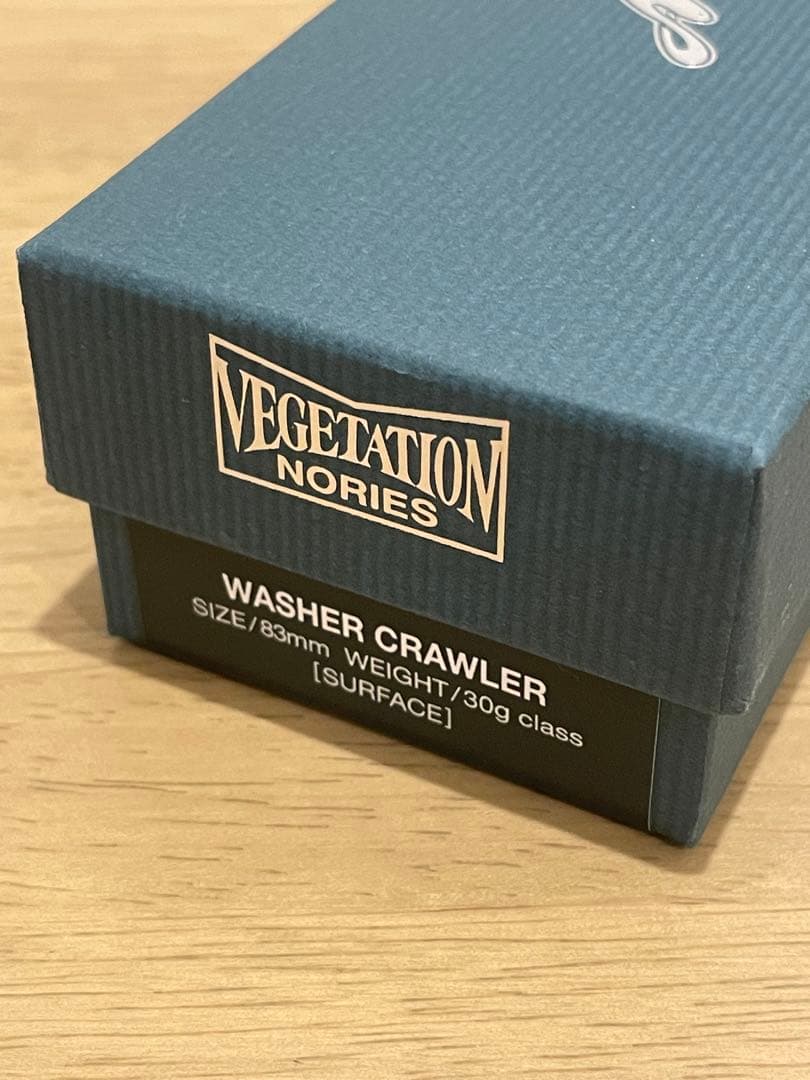 VEGETATION
NORIES
WASHER CRAWLER
SIZE/83mm WEIGHT/30g class
[SURFACE]